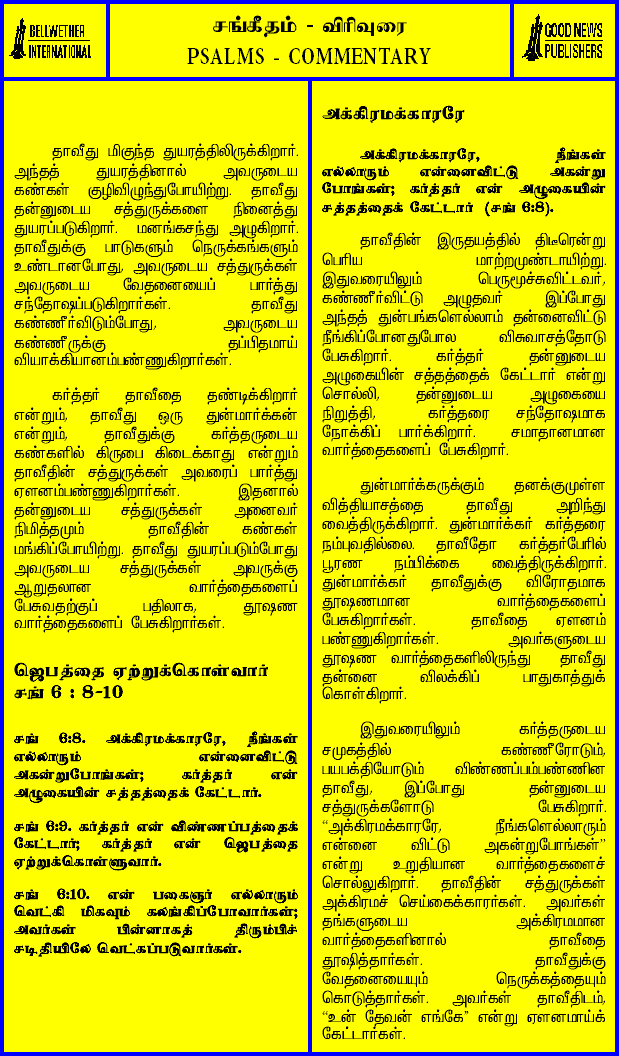 BELLWETHER
INTERNATIONAL
சங்கீதம் - விரிவுரை
PSALMS - COMMENTARY
GOOD NEWS
PUBLISHERS
தாவீது மிகுந்த துயரத்திலிருக்கிறார்.
அந்தத் துயரத்தினால் அவருடைய
கண்கள் குழிவிழுந்துபோயிற்று. தாவீது
தன்னுடைய சத்துருக்களை நினைத்து
துயரப்படுகிறார். மனங்கசந்து அழுகிறார்.
தாவீதுக்கு பாடுகளும் நெருக்கங்களும்
உண்டானபோது, அவருடைய சத்துருக்கள்
அவருடைய வேதனையைப் பார்த்து
சந்தோஷப்படுகிறார்கள். தாவீது
கண்ணீர்விடும்போது, அவருடைய
கண்ணீருக்கு தப்பிதமாய்
வியாக்கியானம்பண்ணுகிறார்கள்.
கர்த்தர் தாவீதை தண்டிக்கிறார்
என்றும், தாவீது ஒரு துன்மார்க்கன்
என்றும், தாவீதுக்கு கர்த்தருடைய
கண்களில் கிருபை கிடைக்காது என்றும்
தாவீதின் சத்துருக்கள் அவரைப் பார்த்து
ஏளனம்பண்ணுகிறார்கள். இதனால்
தன்னுடைய சத்துருக்கள் அனைவர்
நிமித்தமும் தாவீதின் கண்கள்
மங்கிப்போயிற்று. தாவீது துயரப்படும்போது
அவருடைய சத்துருக்கள் அவருக்கு
ஆறுதலான வார்த்தைகளைப்
பேசுவதற்குப் பதிலாக, தூஷண
வார்த்தைகளைப் பேசுகிறார்கள்.
ஜெபத்தை ஏற்றுக்கொள்வார்
சங் 6 : 8-10
சங் 6:8. அக்கிரமக்காரரே, நீங்கள்
எல்லாரும் என்னைவிட்டு
அகன்றுபோங்கள்; கர்த்தர் என்
அழுகையின் சத்தத்தைக் கேட்டார்.
சங் 6:9. கர்த்தர் என் விண்ணப்பத்தைக்
கேட்டார்; கர்த்தர் என் ஜெபத்தை
ஏற்றுக்கொள்ளுவார்.
சங் 6:10. என் பகைஞர் எல்லாரும்
வெட்கி மிகவும் கலங்கிப்போவார்கள்;
அவர்கள் பின்னாகத் திரும்பிச்
சடிதியிலே வெட்கப்படுவார்கள்.
அக்கிரமக்காரரே
அக்கிரமக்காரரே, நீங்கள்
எல்லாரும் என்னைவிட்டு அகன்று
போங்கள்; கர்த்தர் என் அழுகையின்
சத்தத்தைக் கேட்டார் (சங் 6:8).
தாவீதின் இருதயத்தில் திடீரென்று
பெரிய மாற்றமுண்டாயிற்று.
இதுவரையிலும் பெருமூச்சுவிட்டவர்,
கண்ணீர்விட்டு அழுதவர் இப்போது
அந்தத் துன்பங்களெல்லாம் தன்னைவிட்டு
நீங்கிப்போனதுபோல விசுவாசத்தோடு
பேசுகிறார். கர்த்தர் தன்னுடைய
அழுகையின் சத்தத்தைக் கேட்டார் என்று
சொல்லி, தன்னுடைய அழுகையை
நிறுத்தி, கர்த்தரை சந்தோஷமாக
நோக்கிப் பார்க்கிறார். சமாதானமான
வார்த்தைகளைப் பேசுகிறார்.
துன்மார்க்கருக்கும் தனக்குமுள்ள
வித்தியாசத்தை தாவீது அறிந்து
வைத்திருக்கிறார். துன்மார்க்கர் கர்த்தரை
நம்புவதில்லை. தாவீதோ கர்த்தர்பேரில்
பூரண நம்பிக்கை வைத்திருக்கிறார்.
துன்மார்க்கர் தாவீதுக்கு விரோதமாக
தூஷணமான வார்த்தைகளைப்
பேசுகிறார்கள். தாவீதை ஏளனம்
பண்ணுகிறார்கள். அவர்களுடைய
தூஷண வார்த்தைகளிலிருந்து தாவீது
தன்னை விலக்கிப் பாதுகாத்துக்
கொள்கிறார்.
இதுவரையிலும் கர்த்தருடைய
சமுகத்தில் கண்ணீரோடும்,
பயபக்தியோடும் விண்ணப்பம்பண்ணின
தாவீது, இப்போது தன்னுடைய
சத்துருக்களோடு பேசுகிறார்.
“அக்கிரமக்காரரே, நீங்களெல்லாரும்
என்னை விட்டு அகன்றுபோங்கள்”
என்று உறுதியான வார்த்தைகளைச்
சொல்லுகிறார். தாவீதின் சத்துருக்கள்
அக்கிரமச் செய்கைக்காரர்கள். அவர்கள்
தங்களுடைய அக்கிரமமான
வார்த்தைகளினால் தாவீதை
தூஷித்தார்கள். தாவீதுக்கு
வேதனையையும் நெருக்கத்தையும்
கொடுத்தார்கள். அவர்கள் தாவீதிடம்,
“உன் தேவன் எங்கே” என்று ஏளனமாய்க்
கேட்டார்கள்.